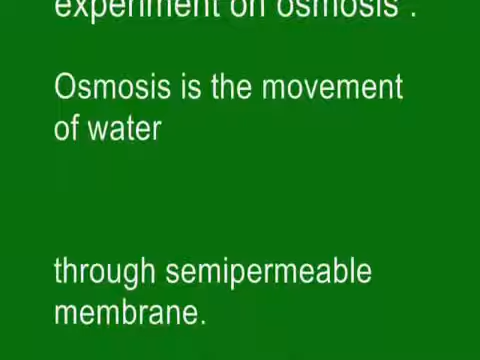 experiment on osmosis .
Osmosis is the movement
of water
through semipermeable
membrane.